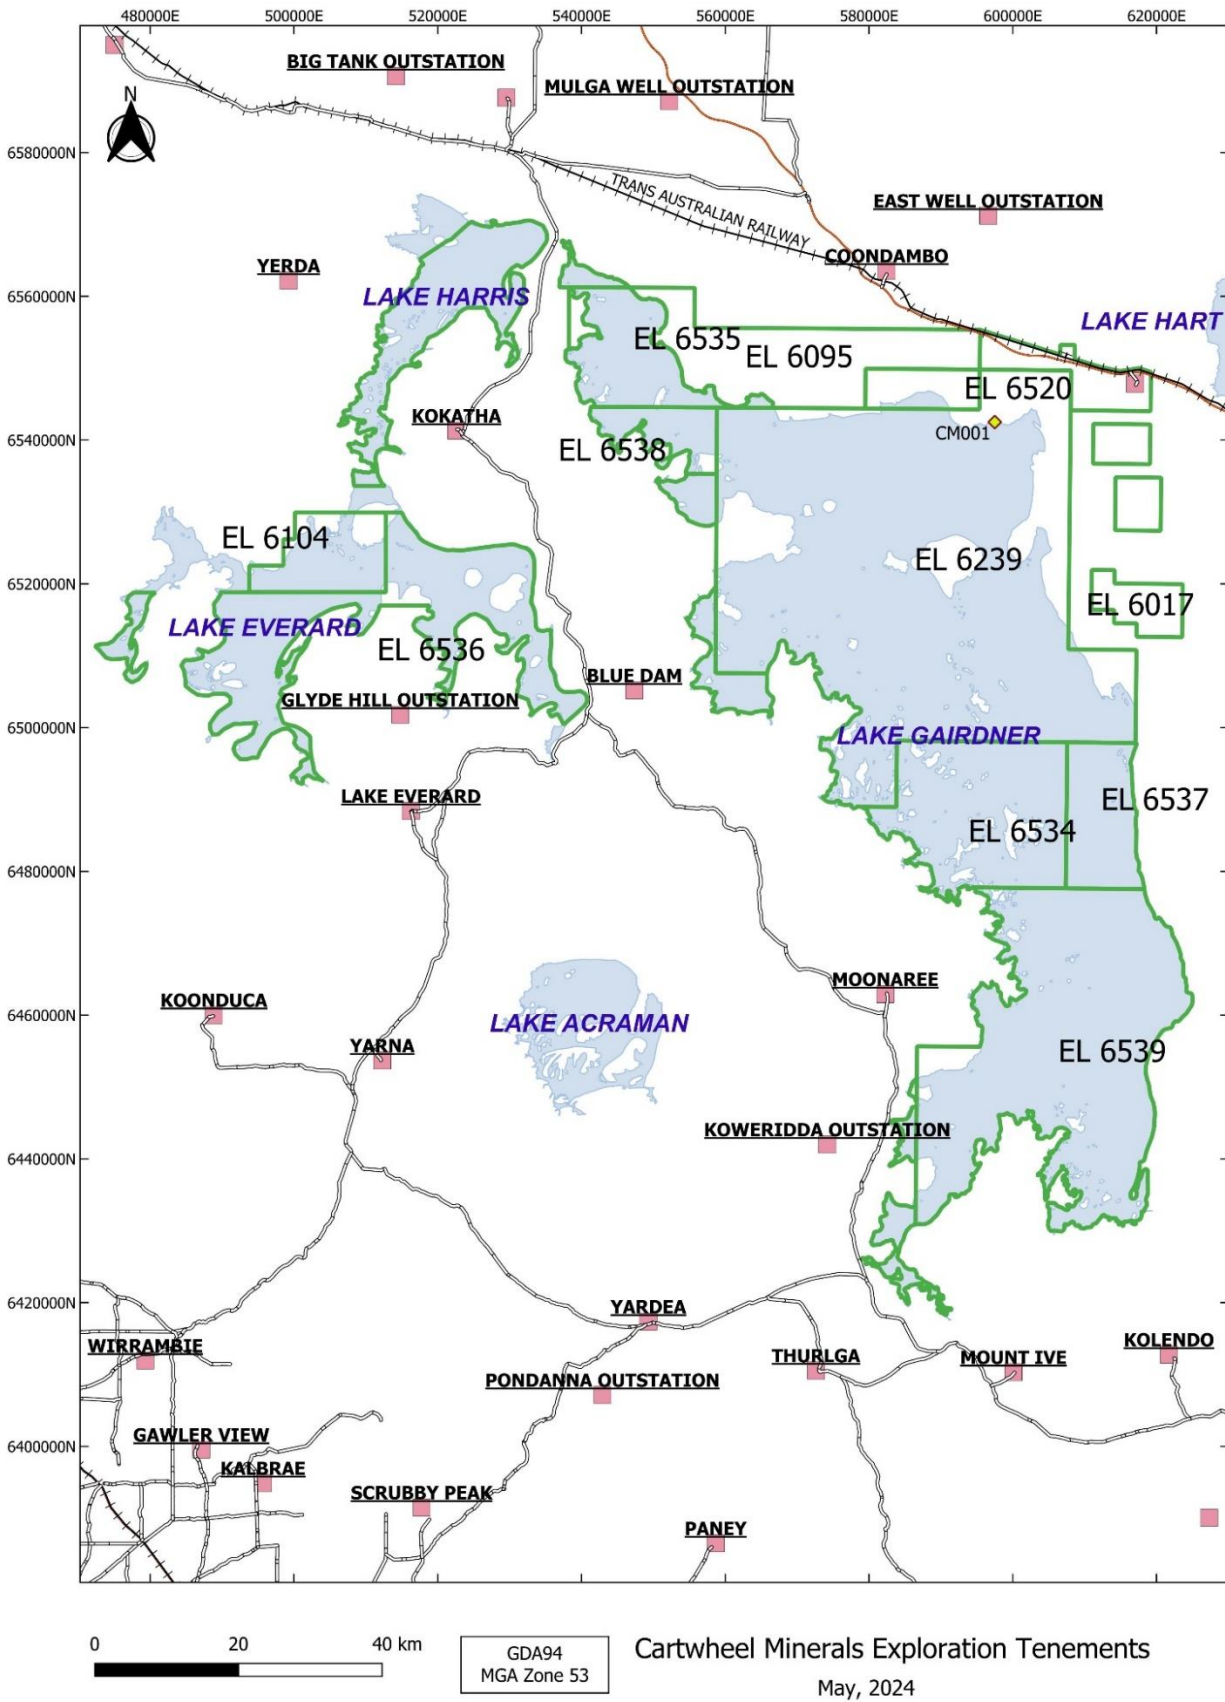 480000E 500000E 520000E 540000E 560000E 580000E 600000E 620000E
BIG TANK OUTSTATION
MULGA WELL OUTSTATION
N
6580000N
TRANS AUSTRALIAN RAILWAY
EAST WELL OUTSTATION
COONDAMBO
YERDA
6560000N
LAKE HARRIS
LAKE HART
EL 6535
EL 6095
EL 6520
KOKATHA
CM001
6540000N
EL 6538
EL 6104
EL 6239
6520000N
EL 6017
LAKE EVERARD
EL 6536
BLUE DAM
GLYDE HILL OUTSTATION
6500000N
LAKE GAIRDNER
LAKE EVERARD
EL 6537
EL 6534
6480000N
MOONAREE
KOONDUCA
6460000N
LAKE ACRAMAN
YARNA
EL 6539
KOWERIDDA OUTSTATION
6440000N
6420000N
YARDEA
WIRRAMBIE
THURLGA
MOUNT IVE
KOLENDO
PONDANNA OUTSTATION
GAWLER VIEW
6400000N
KALBRAE
SCRUBBY PEAK
PANEY
0 20 40 km
GDA94
MGA Zone 53
Cartwheel Minerals Exploration Tenements
May, 2024